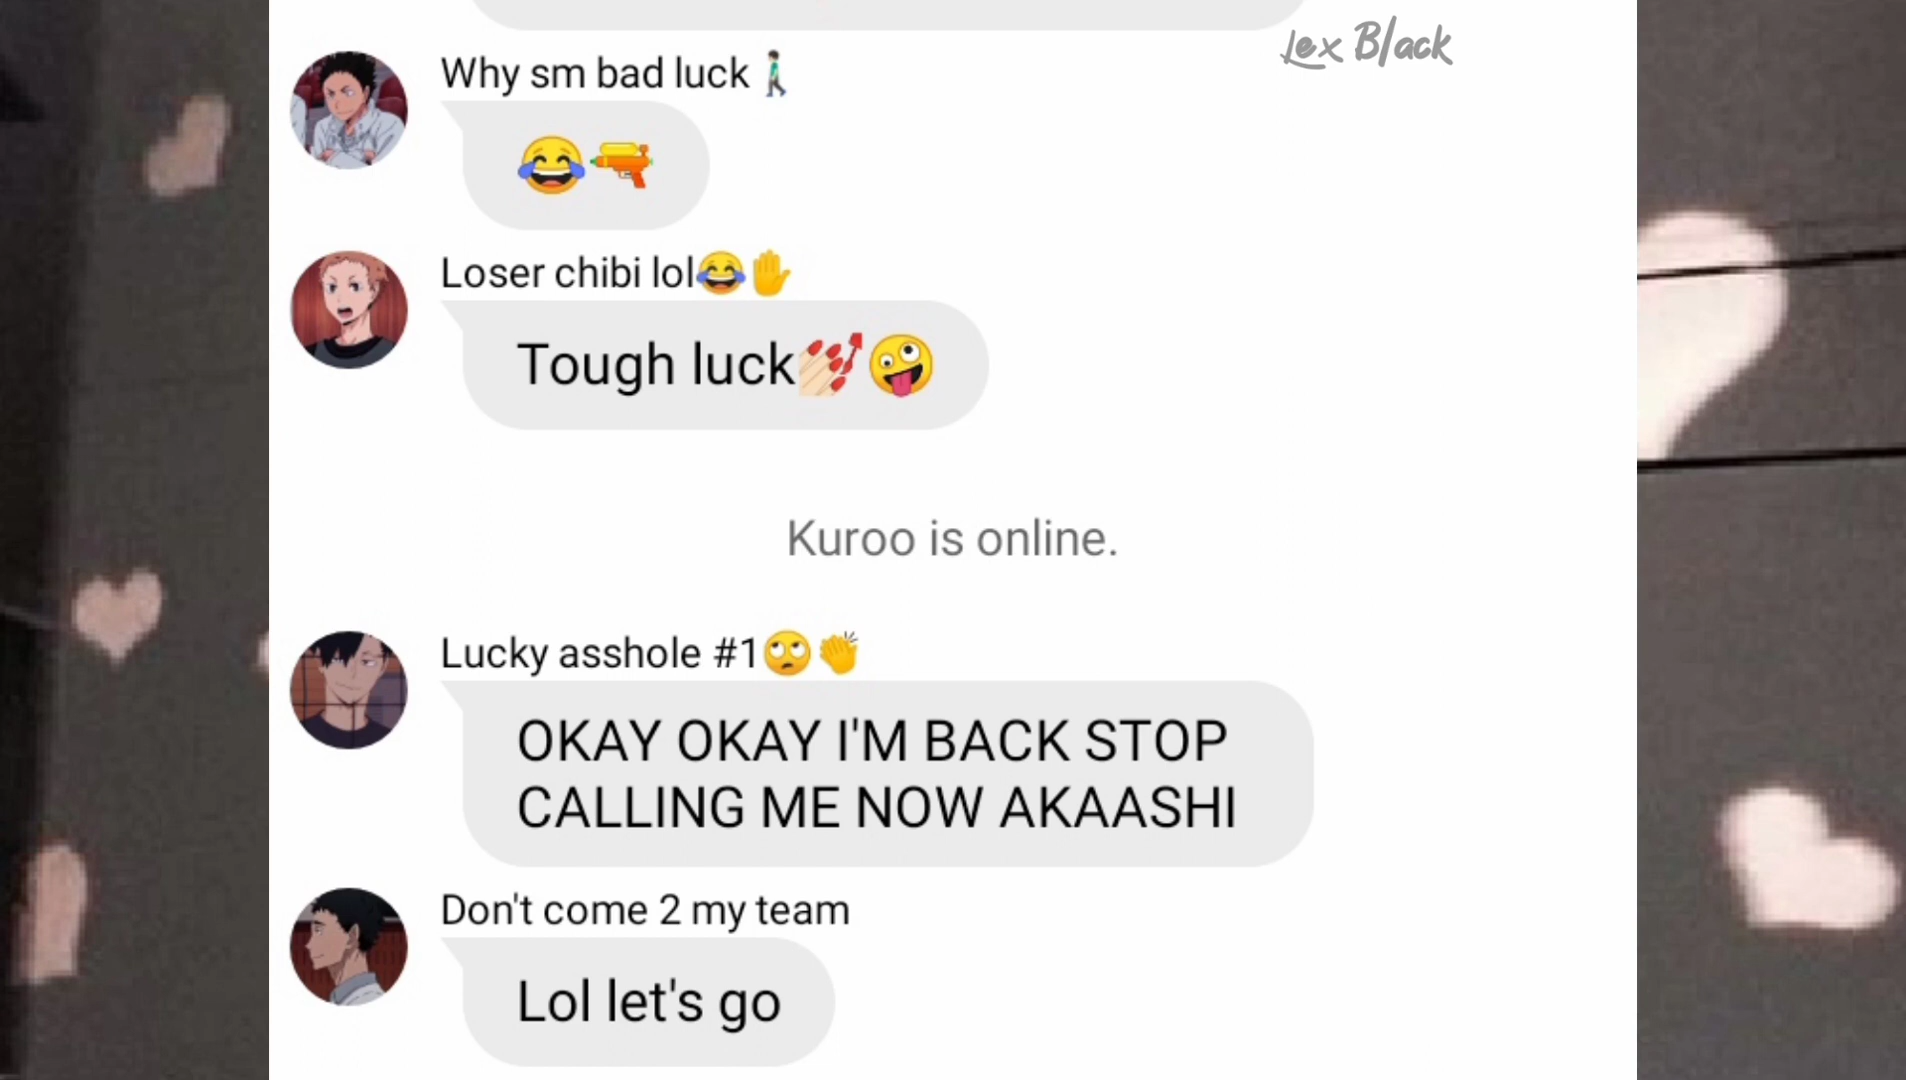 Lex Black
Why sm bad luck🚶🏻‍♂️
😂🔫
Loser chibi lol😂✋
Tough luck💅🏻🤪
Kuroo is online.
Lucky asshole #1🙄👏
OKAY OKAY I'M BACK STOP
CALLING ME NOW AKAASHI
Don't come 2 my team
Lol let's go